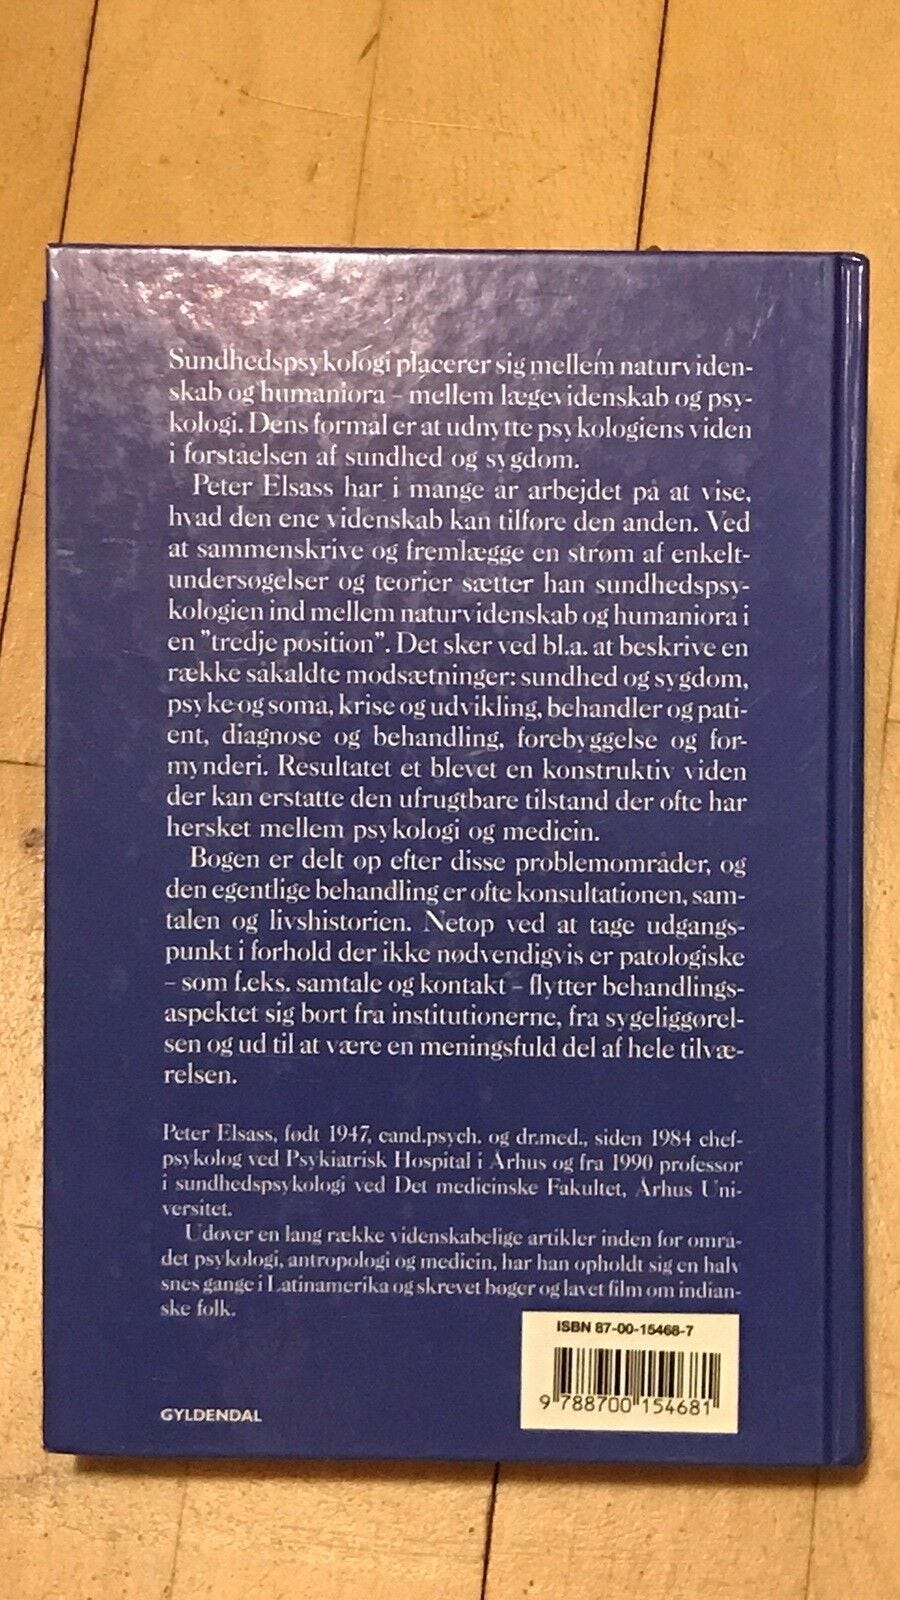 Sundhedspsykologi placerer sig mellem naturviden-
skab og humaniora – mellem lægevidenskab og psy-
kologi. Dens formål er at udnytte psykologiens viden
i forståelsen af sundhed og sygdom.
Peter Elsass har i mange år arbejdet på at vise,
hvad den ene videnskab kan tilføre den anden. Ved
at sammenskrive og fremlægge en strøm af enkelt-
undersøgelser og teorier sætter han sundhedspsy-
kologien ind mellem naturvidenskab og humaniora i
en "tredje position". Det sker ved bl.a. at beskrive en
række såkaldte modsætninger: sundhed og sygdom,
psyke og soma, krise og udvikling, behandler og pati-
ent, diagnose og behandling, forebyggelse og for-
mynderi. Resultatet et blevet en konstruktiv viden
der kan erstatte den ufrugtbare tilstand der ofte har
hersket mellem psykologi og medicin.
Bogen er delt op efter disse problemområder, og
den egentlige behandling er ofte konsultationen, sam-
talen og livshistorien. Netop ved at tage udgangs-
punkt i forhold der ikke nødvendigvis er patologiske
– som f.eks. samtale og kontakt – flytter behandlings-
aspektet sig bort fra institutionerne, fra sygeliggørel-
sen og ud til at være en meningsfuld del af hele tilvæ-
relsen.
Peter Elsass, født 1947, cand.psych. og dr.med., siden 1984 chef-
psykolog ved Psykiatrisk Hospital i Århus og fra 1990 professor
i sundhedspsykologi ved Det medicinske Fakultet, Århus Uni-
versitet.
Udover en lang række videnskabelige artikler inden for områ-
det psykologi, antropologi og medicin, har han opholdt sig en halv
snes gange i Latinamerika og skrevet bøger og lavet film om indian-
ske folk.
ISBN 87-00-15468-7
9 788700 154681
GYLDENDAL